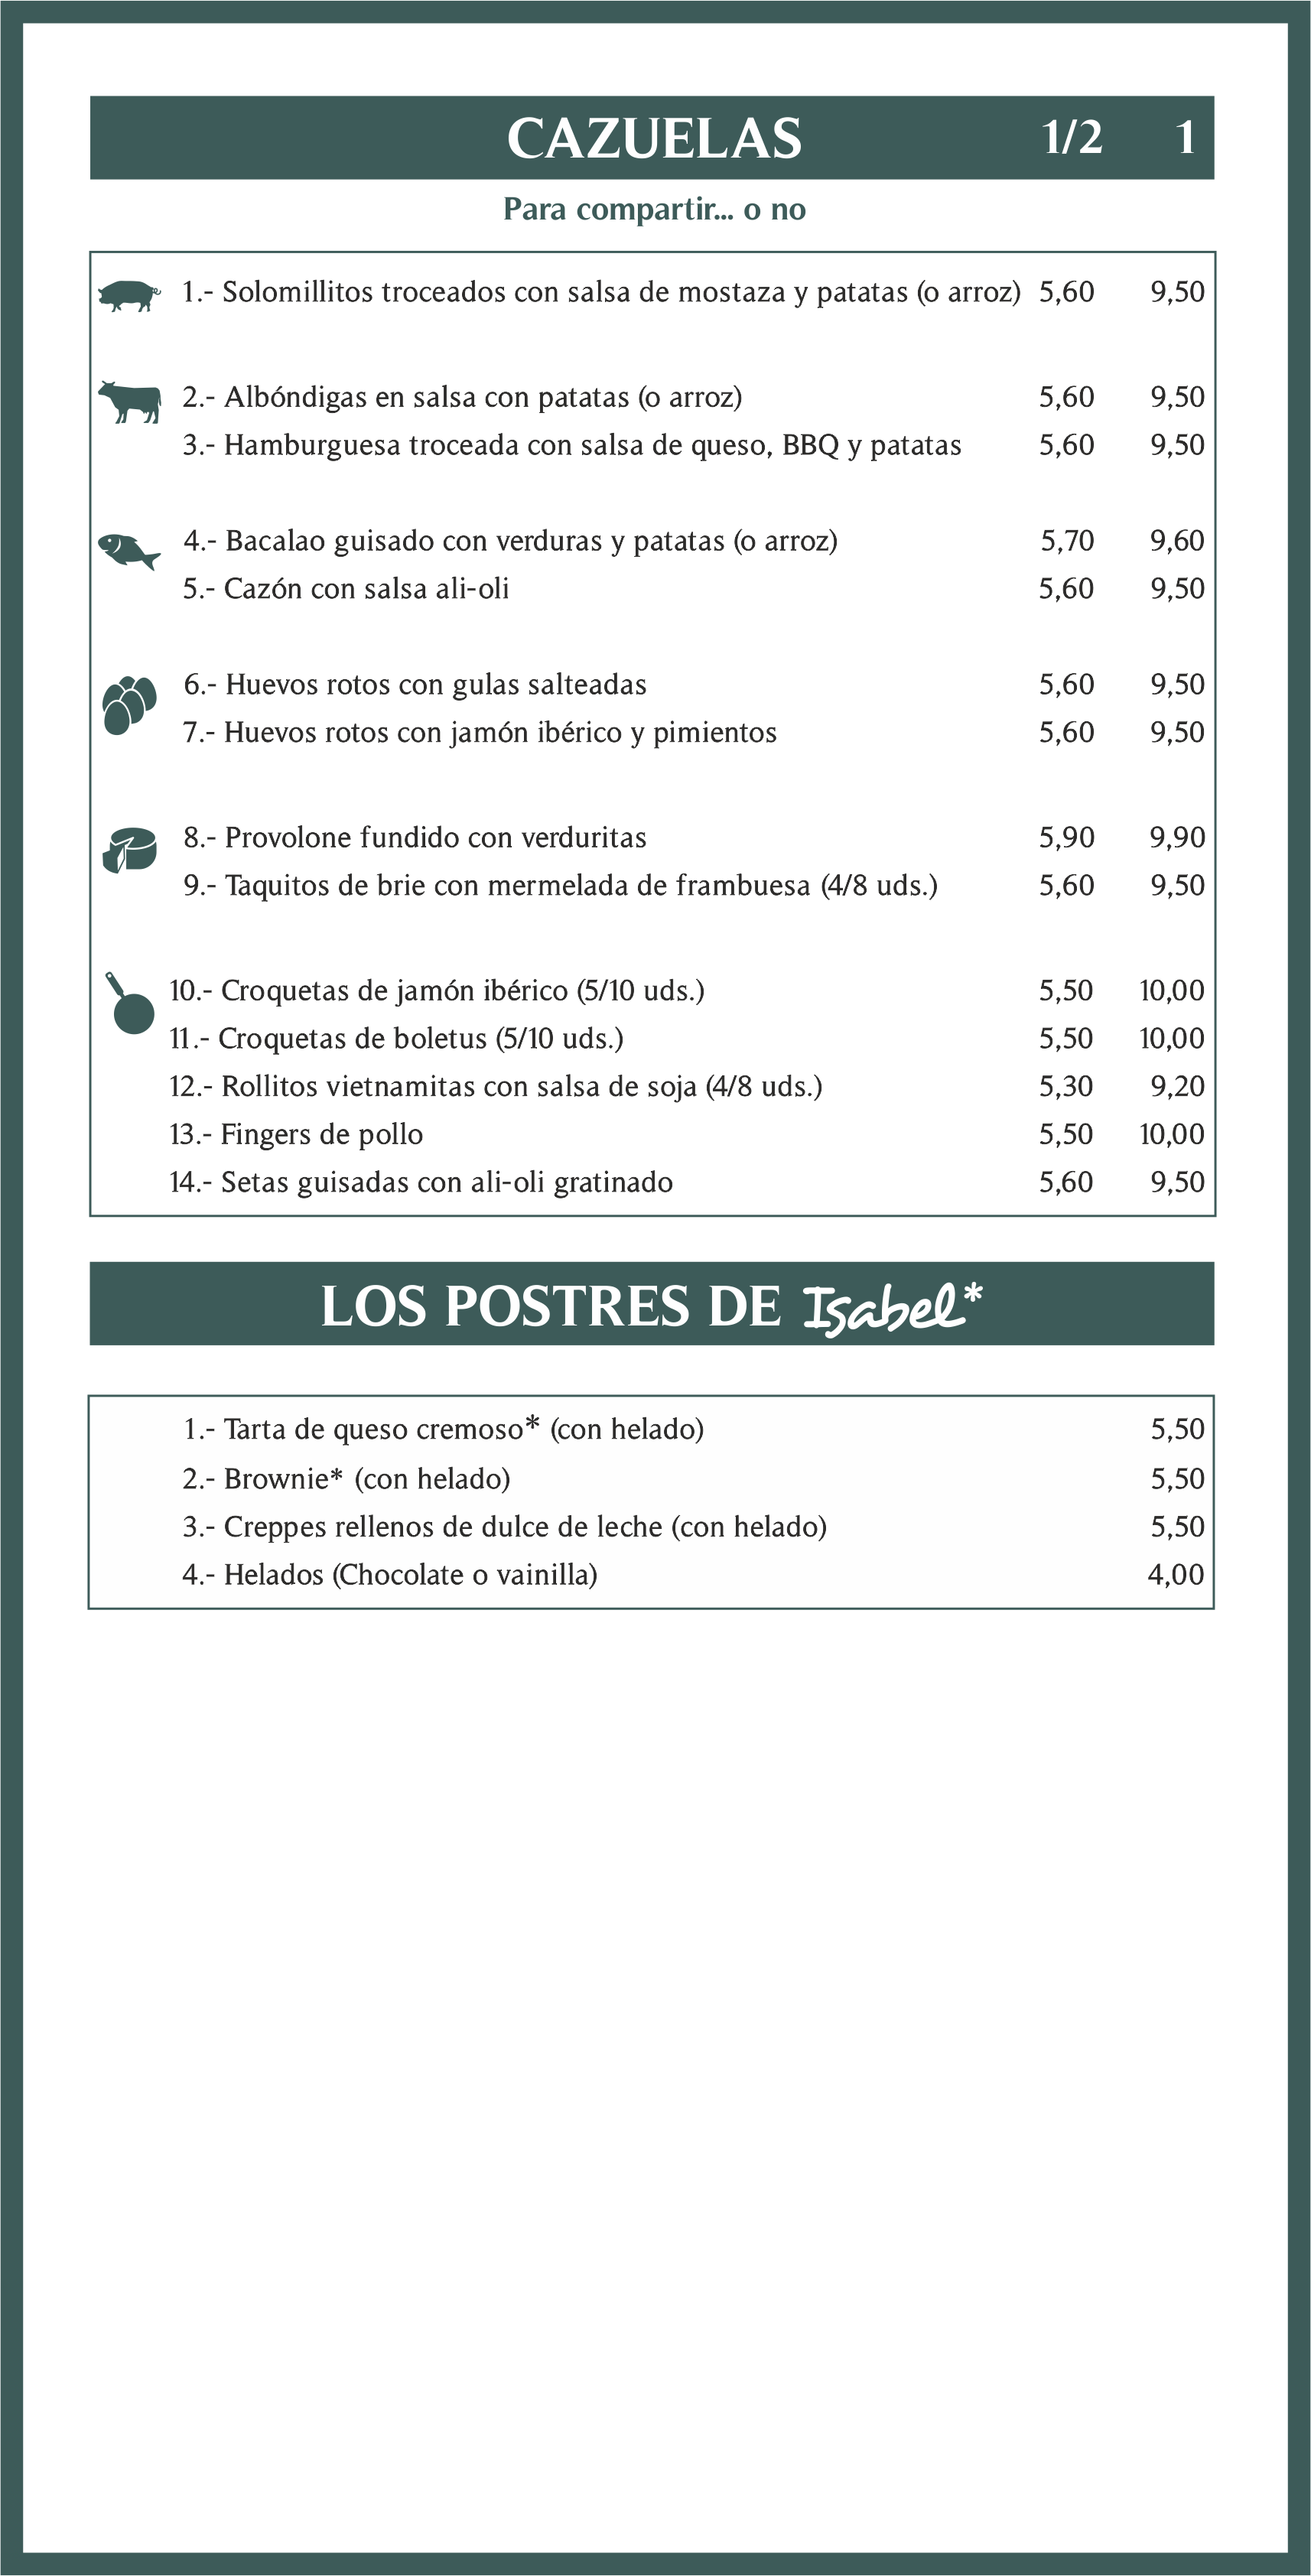 CAZUELAS 1/2 1
Para compartir... o no
1.- Solomillitos troceados con salsa de mostaza y patatas (o arroz) 5,60 9,50
2.- Albóndigas en salsa con patatas (o arroz) 5,60 9,50
3.- Hamburguesa troceada con salsa de queso, BBQ y patatas 5,60 9,50
4.- Bacalao guisado con verduras y patatas (o arroz) 5,70 9,60
5.- Cazón con salsa ali-oli 5,60 9,50
6.- Huevos rotos con gulas salteadas 5,60 9,50
7.- Huevos rotos con jamón ibérico y pimientos 5,60 9,50
8.- Provolone fundido con verduritas 5,90 9,90
9.- Taquitos de brie con mermelada de frambuesa (4/8 uds.) 5,60 9,50
10.- Croquetas de jamón ibérico (5/10 uds.) 5,50 10,00
11.- Croquetas de boletus (5/10 uds.) 5,50 10,00
12.- Rollitos vietnamitas con salsa de soja (4/8 uds.) 5,30 9,20
13.- Fingers de pollo 5,50 10,00
14.- Setas guisadas con ali-oli gratinado 5,60 9,50
LOS POSTRES DE Isabel*
1.- Tarta de queso cremoso* (con helado) 5,50
2.- Brownie* (con helado) 5,50
3.- Creppes rellenos de dulce de leche (con helado) 5,50
4.- Helados (Chocolate o vainilla) 4,00